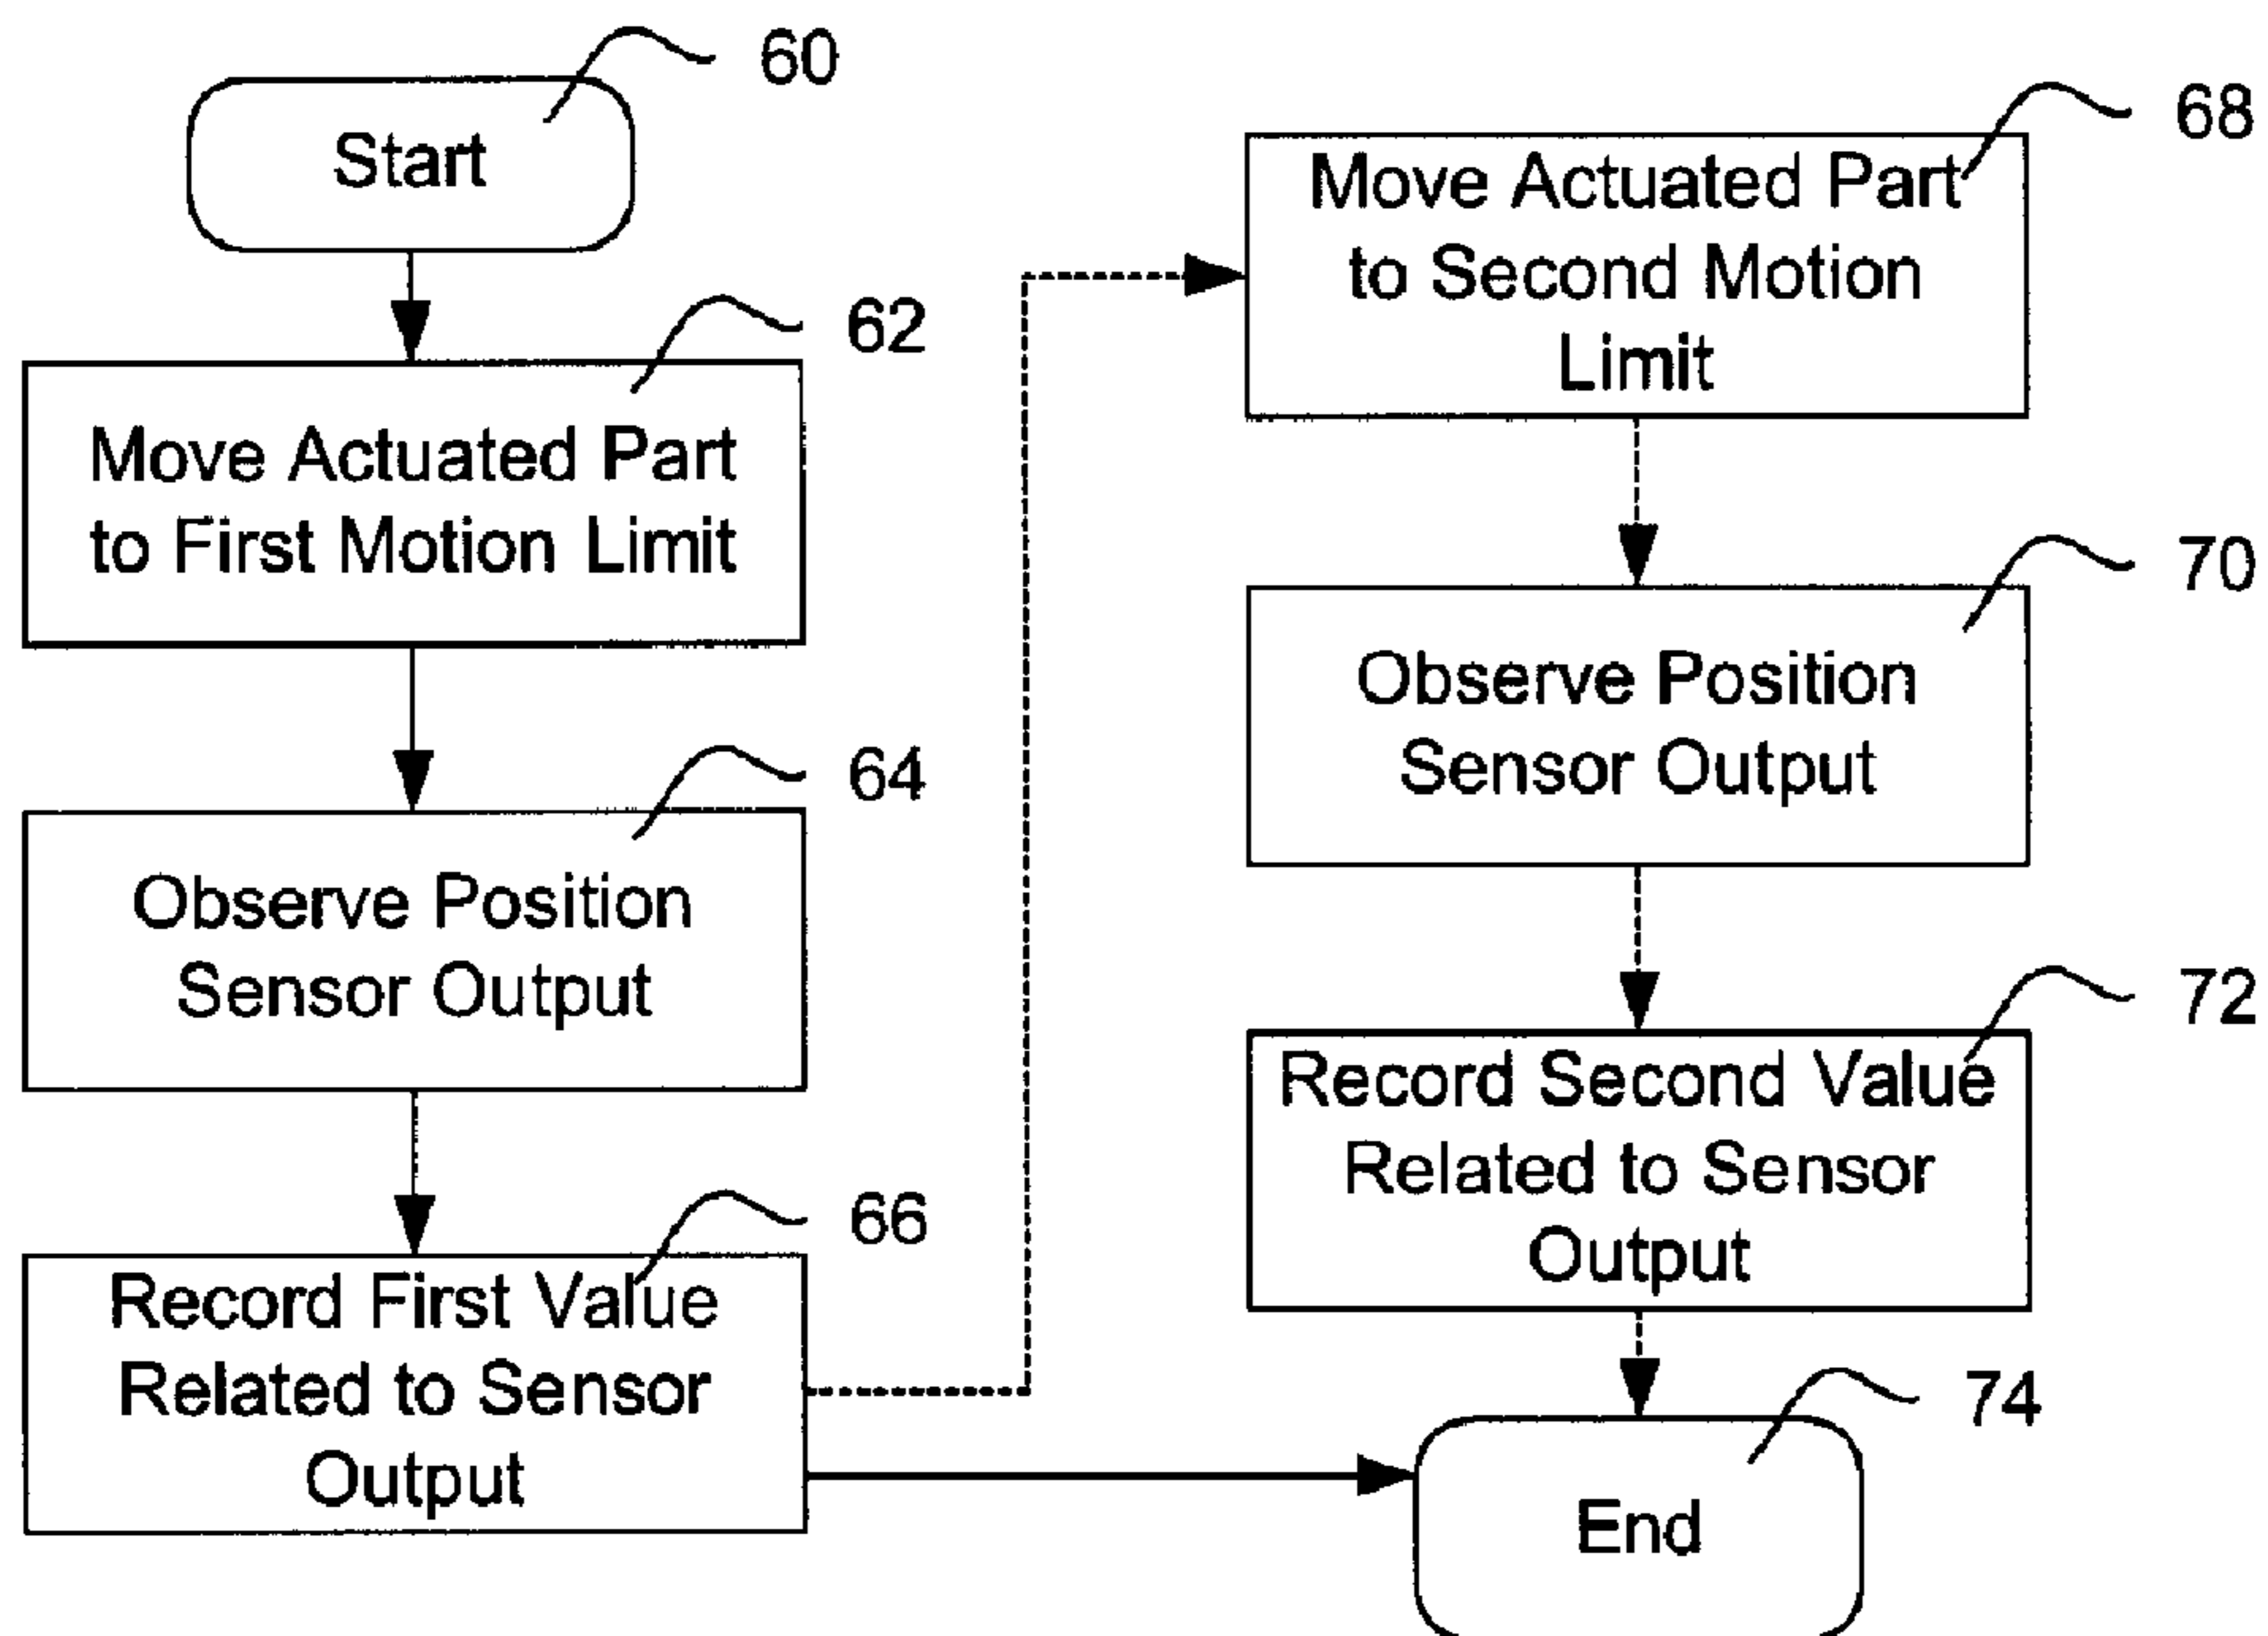 60
Start
62
Move Actuated Part
to First Motion Limit
64
Observe Position
Sensor Output
66
Record First Value
Related to Sensor
Output
68
Move Actuated Part
to Second Motion
Limit
70
Observe Position
Sensor Output
72
Record Second Value
Related to Sensor
Output
74
End